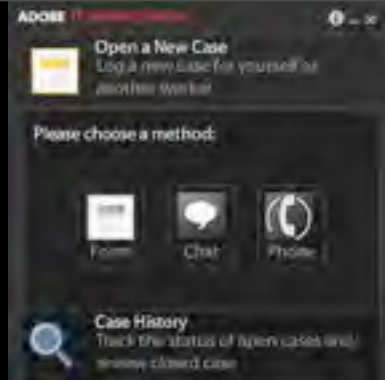 ADOBE IT
Open a New Case
Log a new case for yourself or
another worker
Please choose a method:
Form
Chat
Phone
Case History
Track the status of open cases and
review closed case